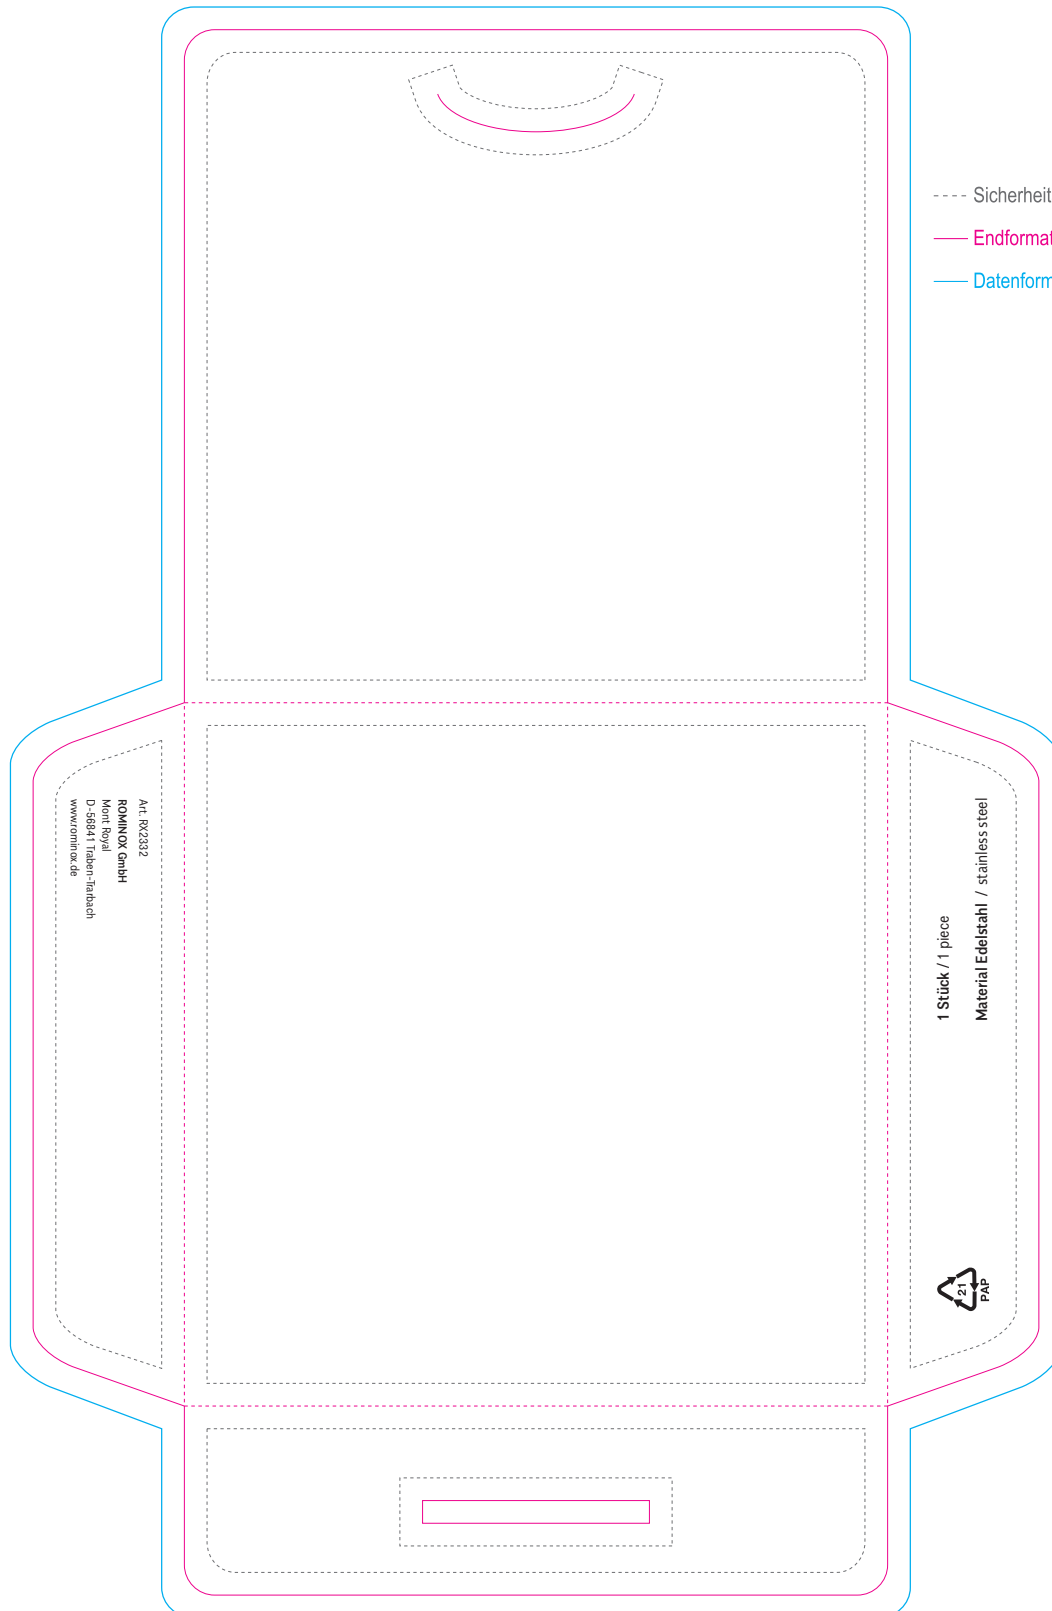 Sicherheit
Endformat
Datenform
Art. RX2332
ROMINOX GmbH
Mont Royal
D-56841 Traben-Trarbach
www.rominox.de
Material Edelstahl / stainless steel
1 Stück / 1 piece
21
PAP